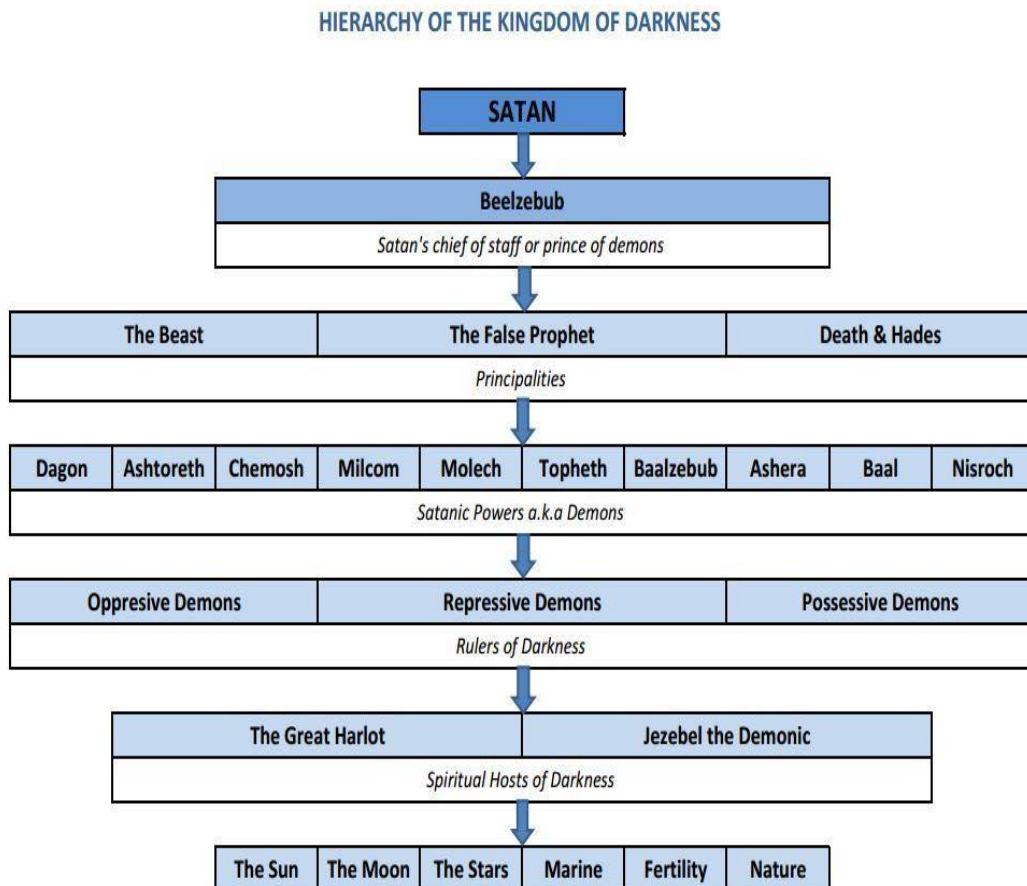 HIERARCHY OF THE KINGDOM OF DARKNESS
SATAN
Beelzebub
Satan's chief of staff or prince of demons
The Beast The False Prophet Death & Hades
Principalities
Dagon Ashtoreth Chemosh Milcom Molech Topheth Baalzebub Ashera Baal Nisroch
Satanic Powers a.k.a Demons
Oppresive Demons Repressive Demons Possessive Demons
Rulers of Darkness
The Great Harlot Jezebel the Demonic
Spiritual Hosts of Darkness
The Sun The Moon The Stars Marine Fertility Nature